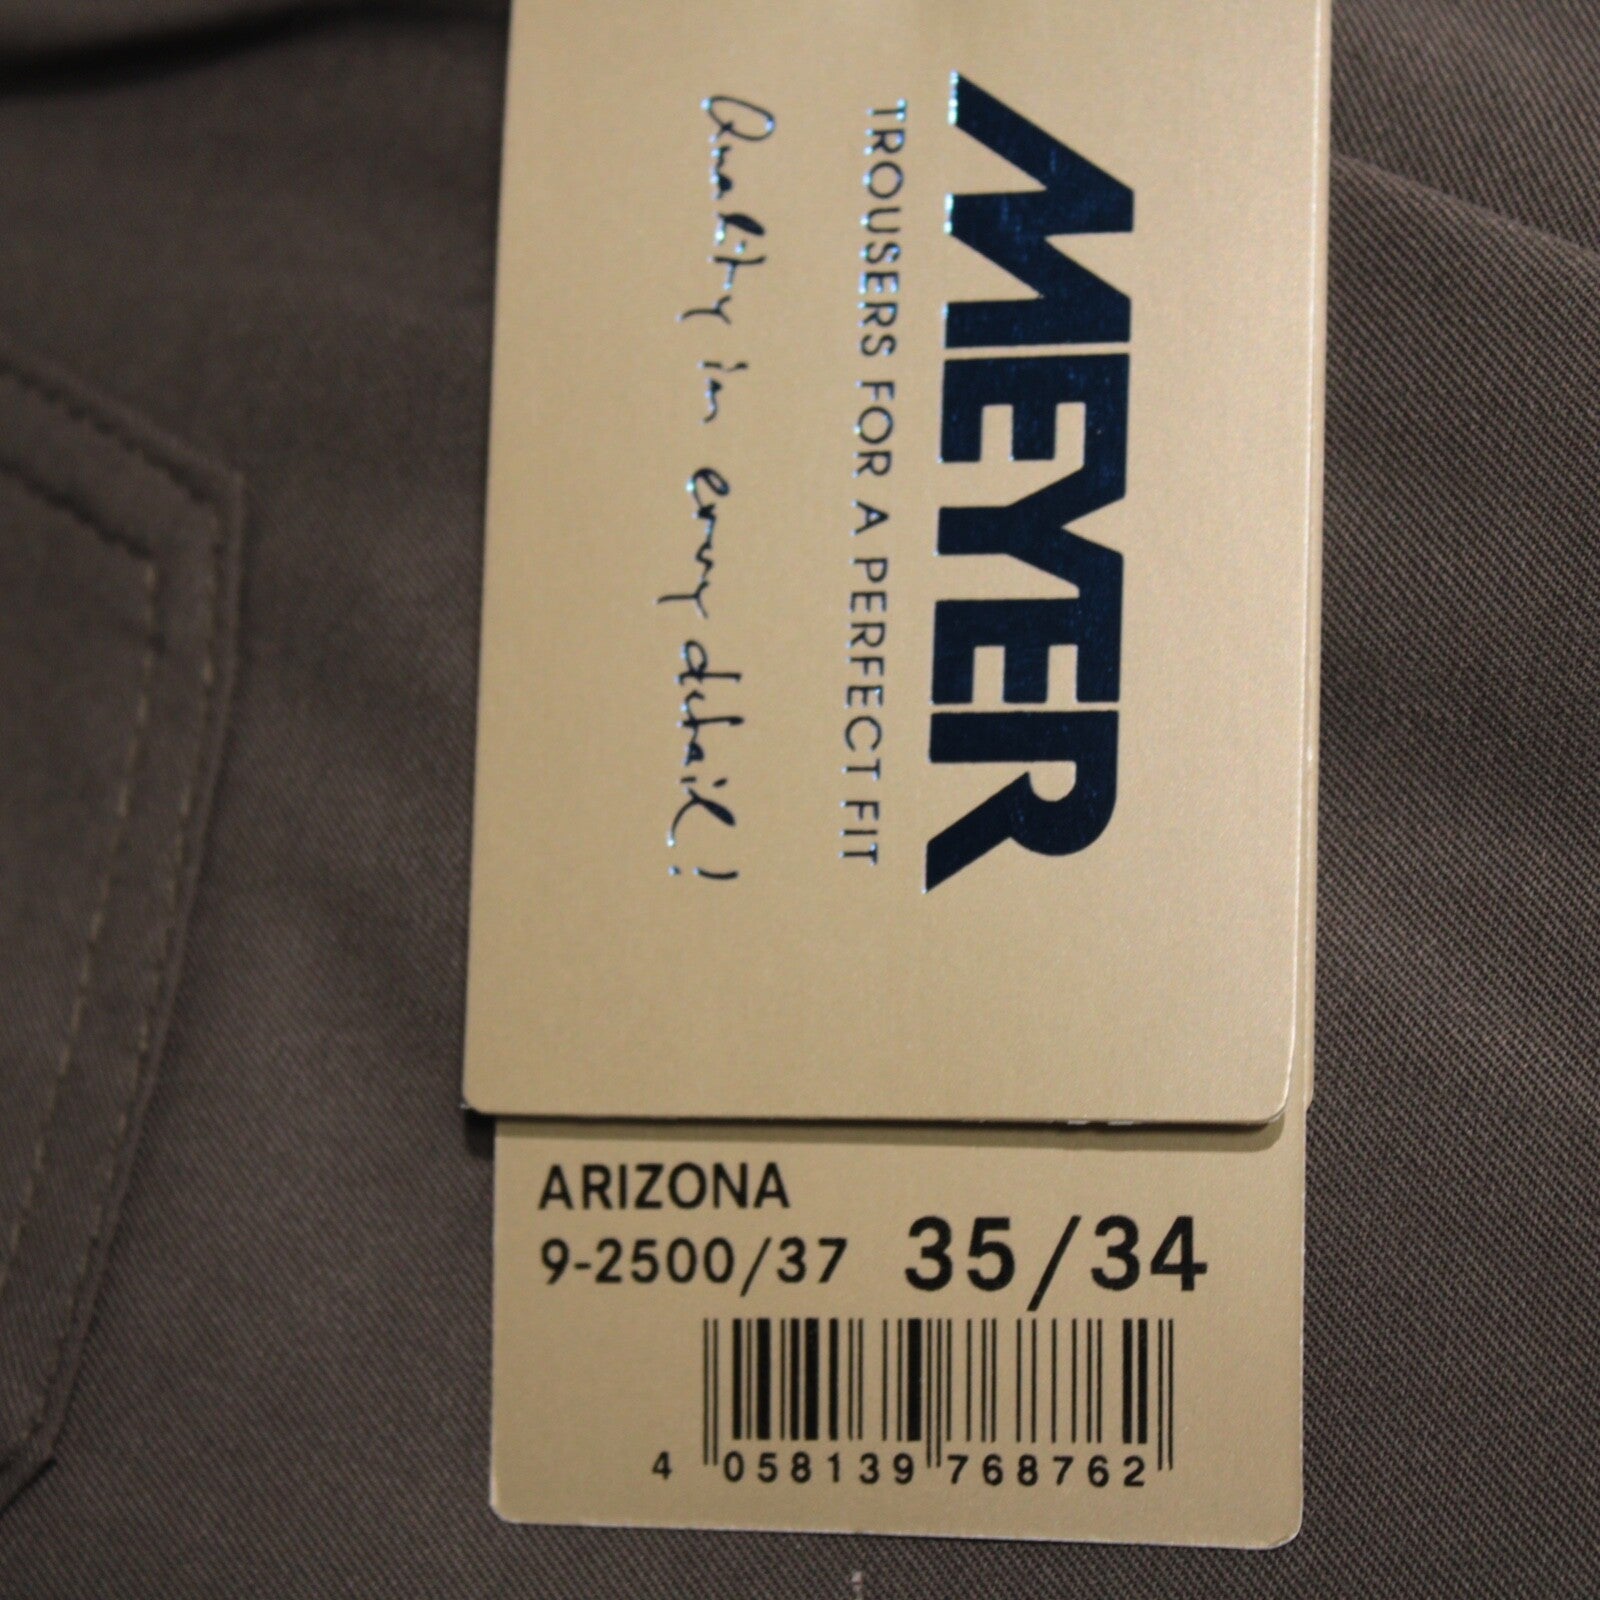 MEYER
TROUSERS FOR A PERFECT FIT
Quality in every detail!
ARIZONA
9-2500/37 35/34
4 058139 768762